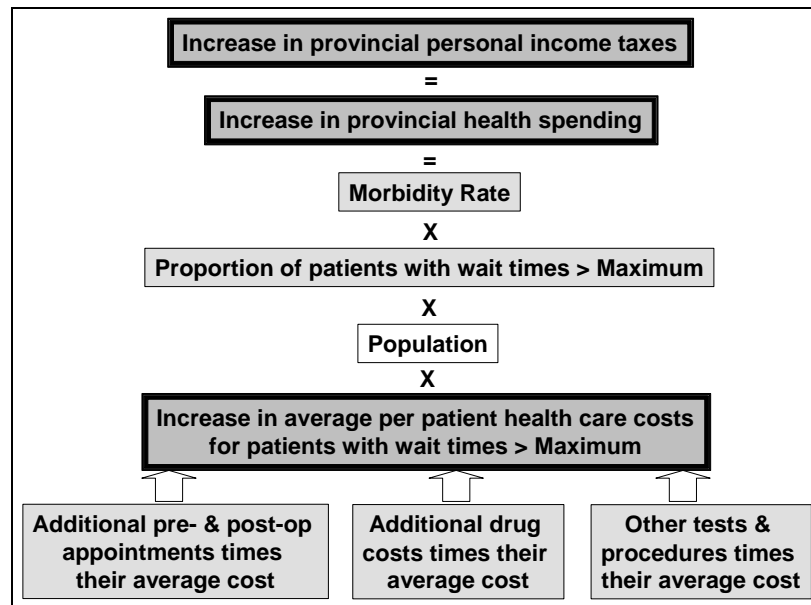 Increase in provincial personal income taxes
=
Increase in provincial health spending
=
Morbidity Rate
X
Proportion of patients with wait times > Maximum
X
Population
X
Increase in average per patient health care costs
for patients with wait times > Maximum
Additional pre- & post-op
appointments times
their average cost
Additional drug
costs times their
average cost
Other tests &
procedures times
their average cost